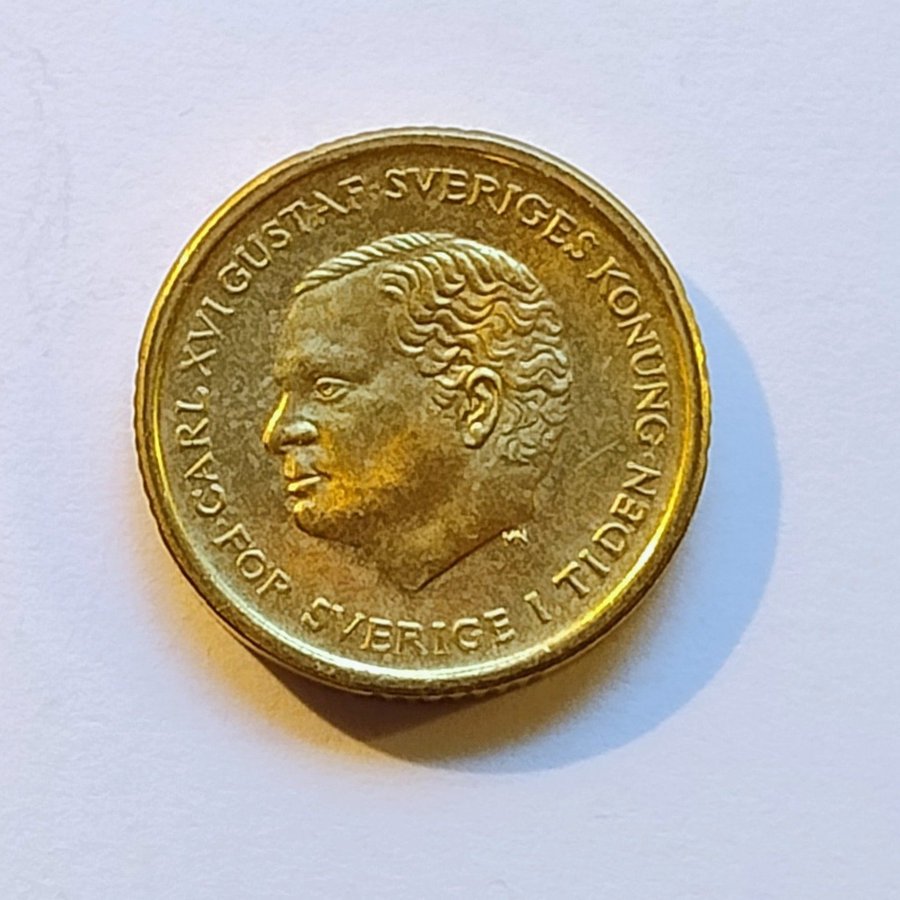 CARL XVI GUSTAF·SVERIGES KONUNG·
FÖR SVERIGE I TIDEN·